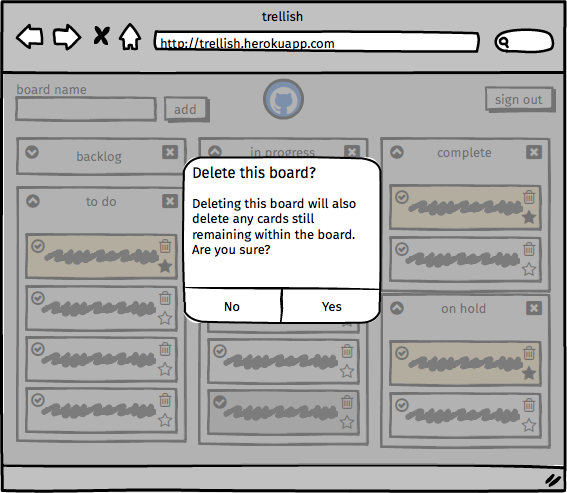 trellish
http://trellish.herokuapp.com
board name
add
sign out
backlog
in progress
complete
to do
Delete this board?
Deleting this board will also
delete any cards still
remaining within the board.
Are you sure?
No
Yes
on hold